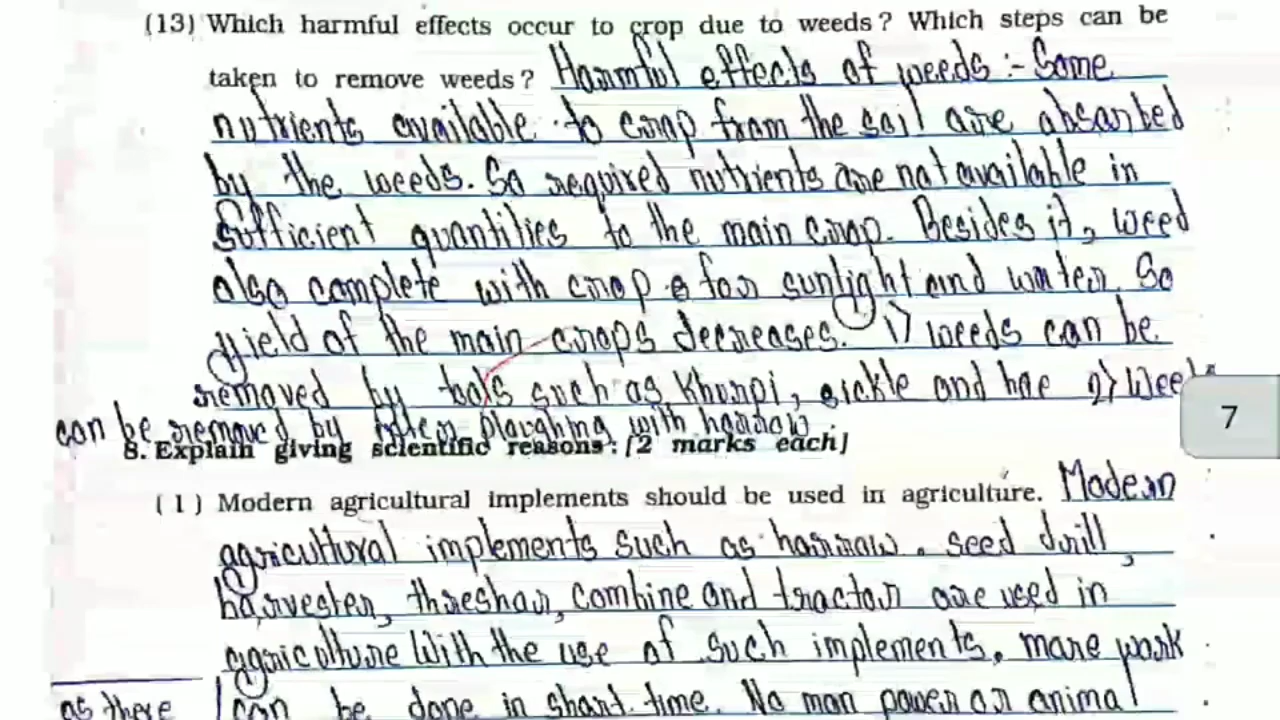 (13) Which harmful effects occur to crop due to weeds? Which steps can be
taken to remove weeds? Harmful effects of weeds :- Some
nutrients available to crop from the soil are absorbed
by the weeds. So required nutrients are not available in
Sufficient quantities to the main crop. Besides it, weed
also complete with crop for sunlight and water. So
yield of the main crops decreases. 1) weeds can be
removed by tools such as Khurpi, sickle and hoe 2) Weeds
can be removed by ploughing with harrow.
8. Explain giving scientific reasons: [2 marks each]
(1) Modern agricultural implements should be used in agriculture. Modern
agricultural implements such as harrow, seed drill,
harvester, threshar, combine and tractor are used in
agriculture With the use of such implements, more work
as there can be done in short time. No man power or animal
7